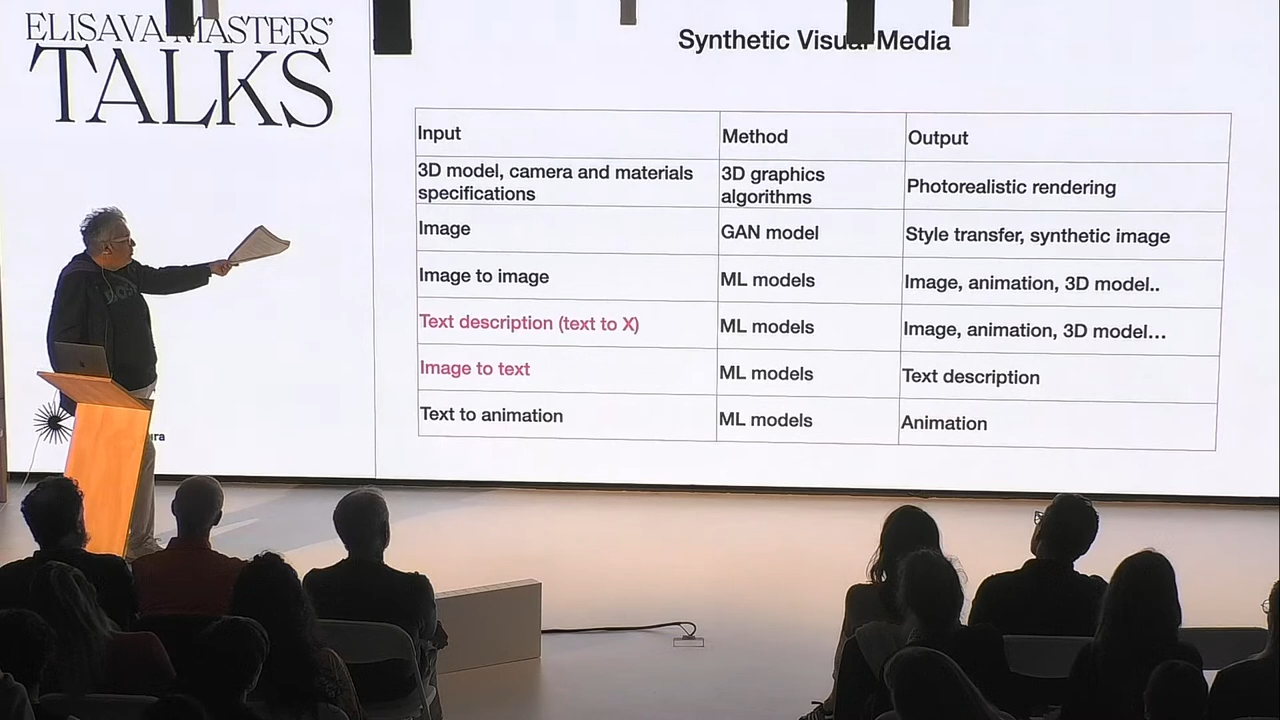 ELISAVA MASTERS'
TALKS
Synthetic Visual Media
Input
Method
Output
3D model, camera and materials
specifications
3D graphics
algorithms
Photorealistic rendering
Image
GAN model
Style transfer, synthetic image
Image to image
ML models
Image, animation, 3D model..
Text description (text to X)
ML models
Image, animation, 3D model…
Image to text
ML models
Text description
Text to animation
ML models
Animation